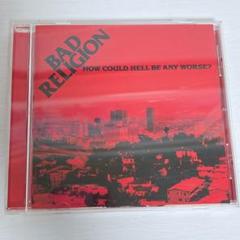 BAD
RELIGION
HOW COULD HELL BE ANY WORSE?